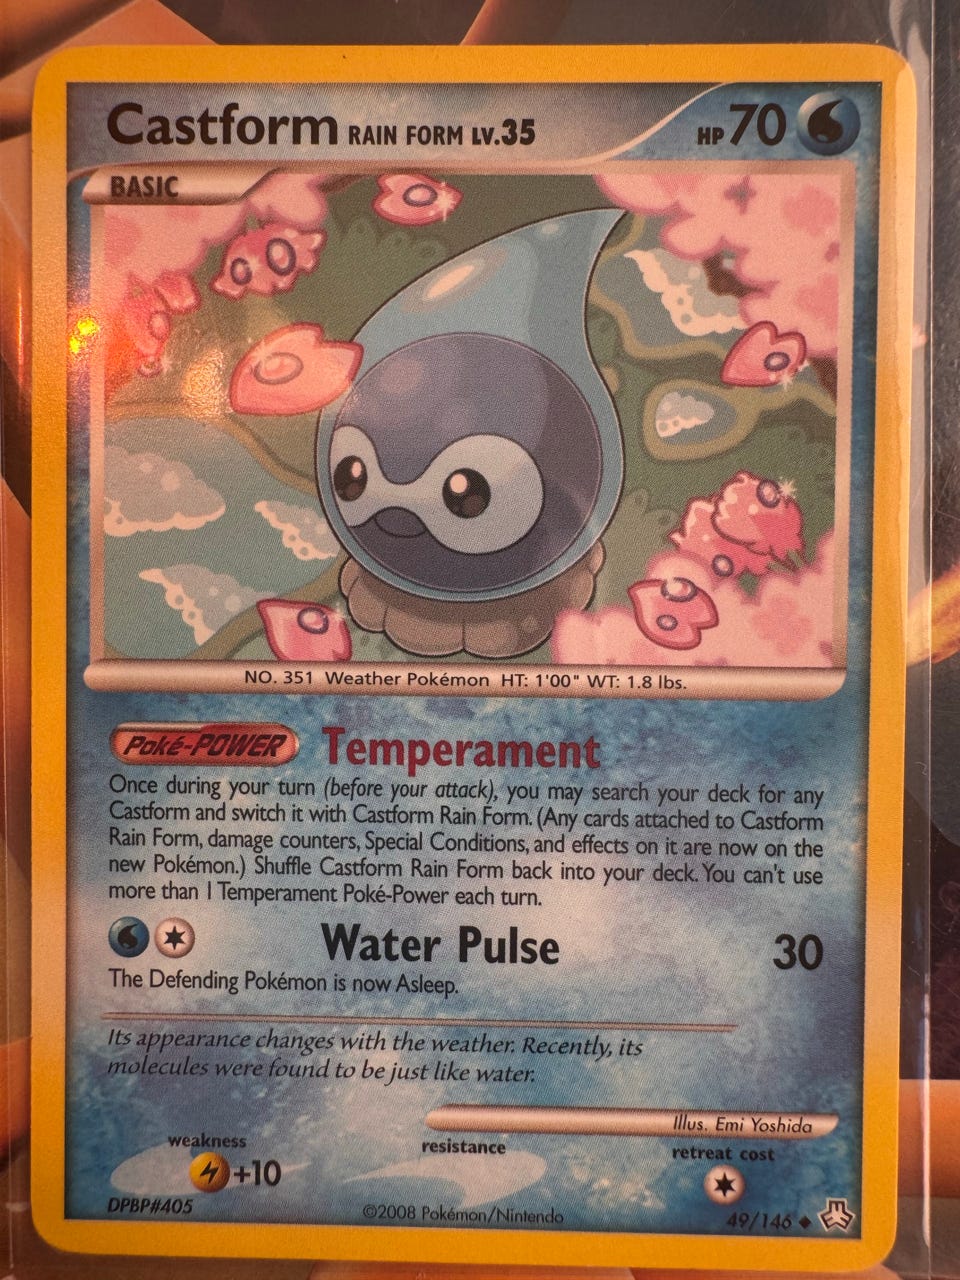 Castform RAIN FORM LV.35 HP 70
BASIC
NO. 351 Weather Pokémon HT: 1'00" WT: 1.8 lbs.
Poké-POWER Temperament
Once during your turn (before your attack), you may search your deck for any
Castform and switch it with Castform Rain Form. (Any cards attached to Castform
Rain Form, damage counters, Special Conditions, and effects on it are now on the
new Pokémon.) Shuffle Castform Rain Form back into your deck. You can't use
more than 1 Temperament Poké-Power each turn.
Water Pulse 30
The Defending Pokémon is now Asleep.
Its appearance changes with the weather. Recently, its
molecules were found to be just like water.
Illus. Emi Yoshida
weakness resistance retreat cost
+10
DPBP#405 ©2008 Pokémon/Nintendo 49/146